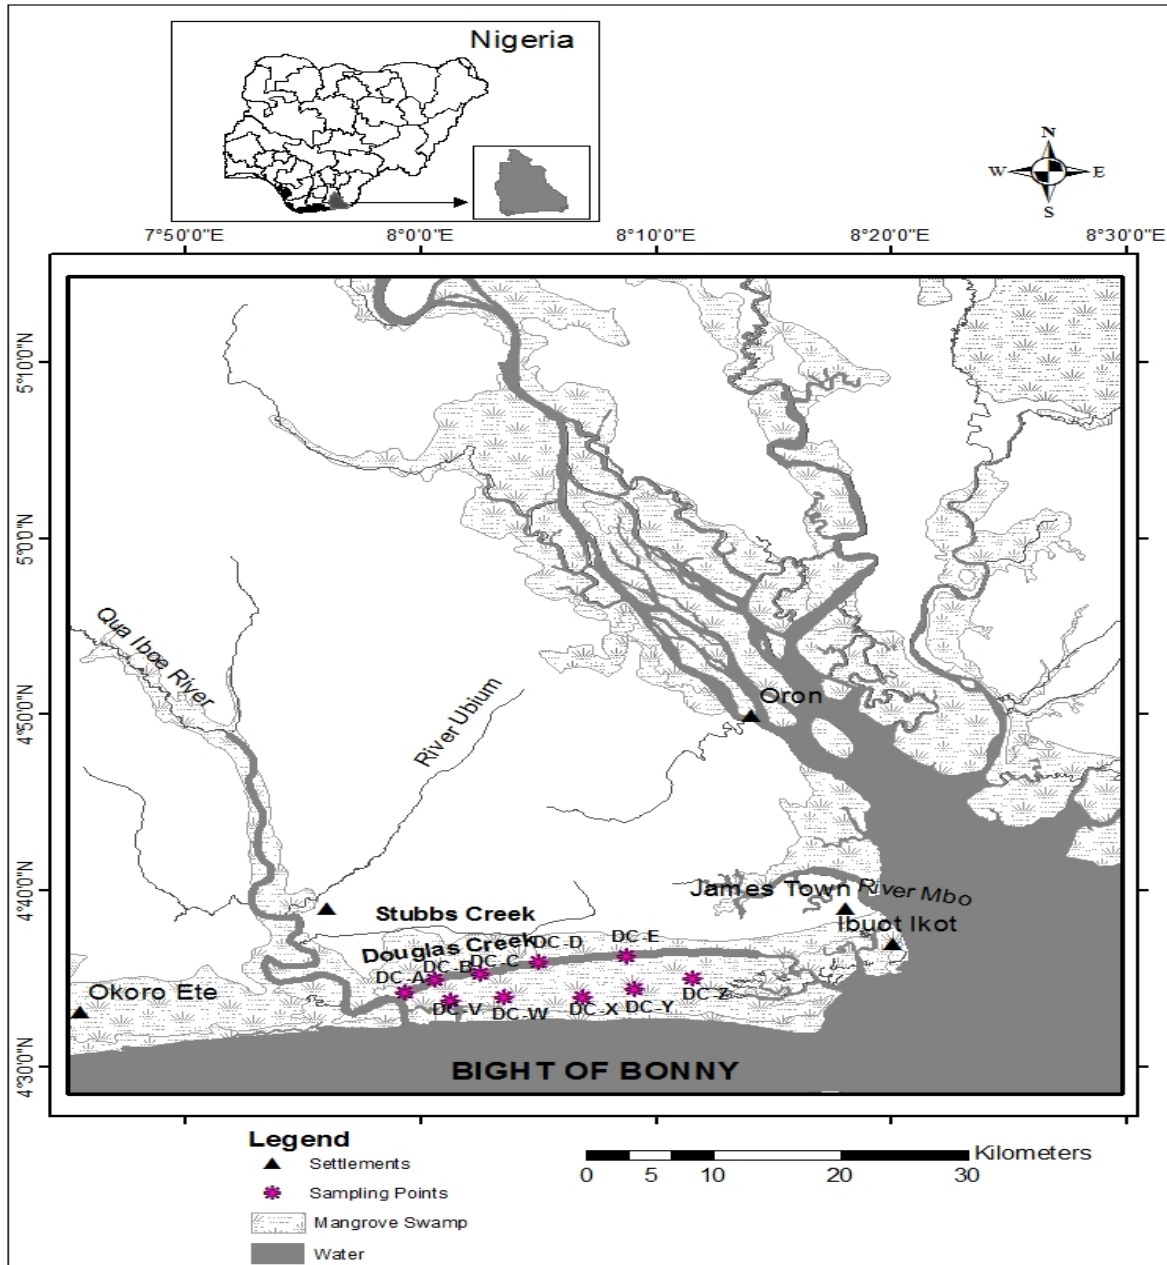 Nigeria
N
W E
S
7°50'0"E 8°0'0"E 8°10'0"E 8°20'0"E 8°30'0"E
5°10'0"N
5°0'0"N
4°50'0"N
4°40'0"N
4°30'0"N
Qua Iboe River
River Ubium
Oron
James Town
River Mbo
Ibuot Ikot
Stubbs Creek
Douglas Creek
DC-A
DC-B
DC-C
DC-D
DC-E
DC-V
DC-W
DC-X
DC-Y
DC-Z
Okoro Ete
BIGHT OF BONNY
Legend
Settlements
Sampling Points
Mangrove Swamp
Water
Kilometers
0 5 10 20 30